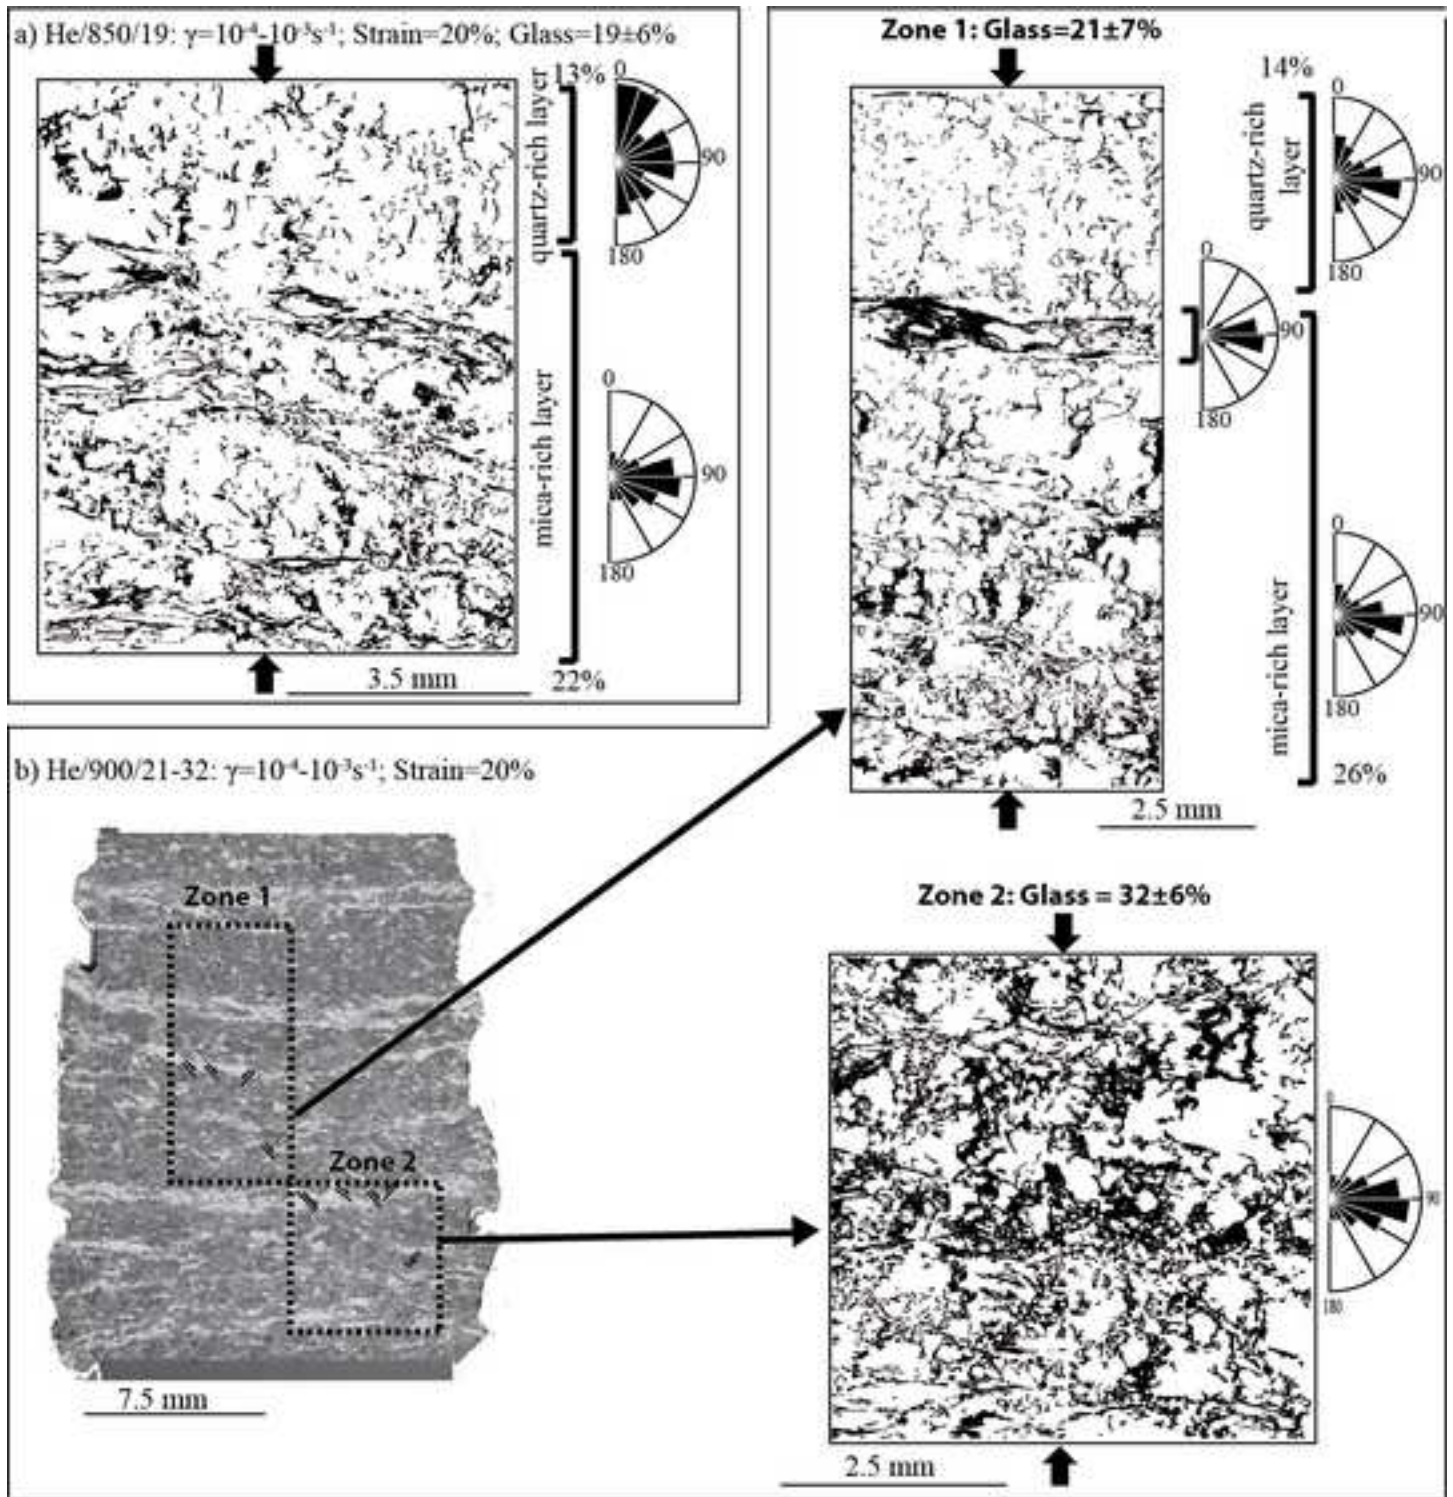 a) He/850/19: γ=10⁻⁴-10⁻³s⁻¹; Strain=20%; Glass=19±6%
13%
0
90
180
quartz-rich layer
mica-rich layer
0
90
180
22%
3.5 mm
Zone 1: Glass=21±7%
14%
0
90
180
quartz-rich
layer
0
90
180
mica-rich layer
0
90
180
26%
2.5 mm
b) He/900/21-32: γ=10⁻⁴-10⁻³s⁻¹; Strain=20%
Zone 1
Zone 2
7.5 mm
Zone 2: Glass = 32±6%
0
90
180
2.5 mm